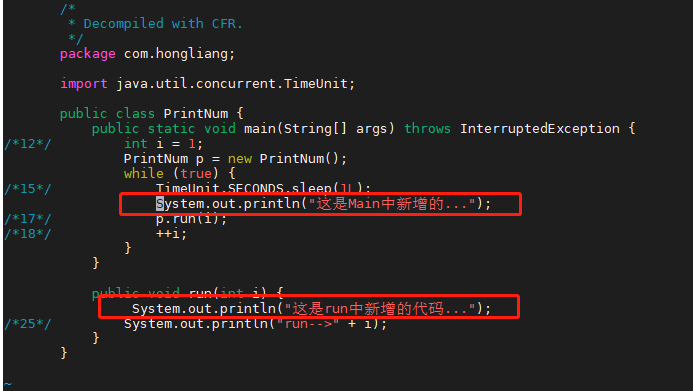 /*
 * Decompiled with CFR.
 */
package com.hongliang;
import java.util.concurrent.TimeUnit;
public class PrintNum {
public static void main(String[] args) throws InterruptedException {
/*12*/ int i = 1;
PrintNum p = new PrintNum();
while (true) {
/*15*/ TimeUnit.SECONDS.sleep(1L);
System.out.println("这是Main中新增的...");
/*17*/ p.run(i);
/*18*/ ++i;
}
}
public void run(int i) {
System.out.println("这是run中新增的代码...");
/*25*/ System.out.println("run-->" + i);
}
}
~